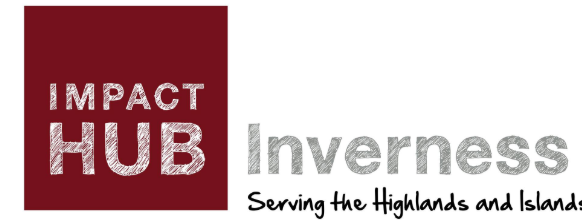 IMPACT
HUB
Inverness
Serving the Highlands and Islands